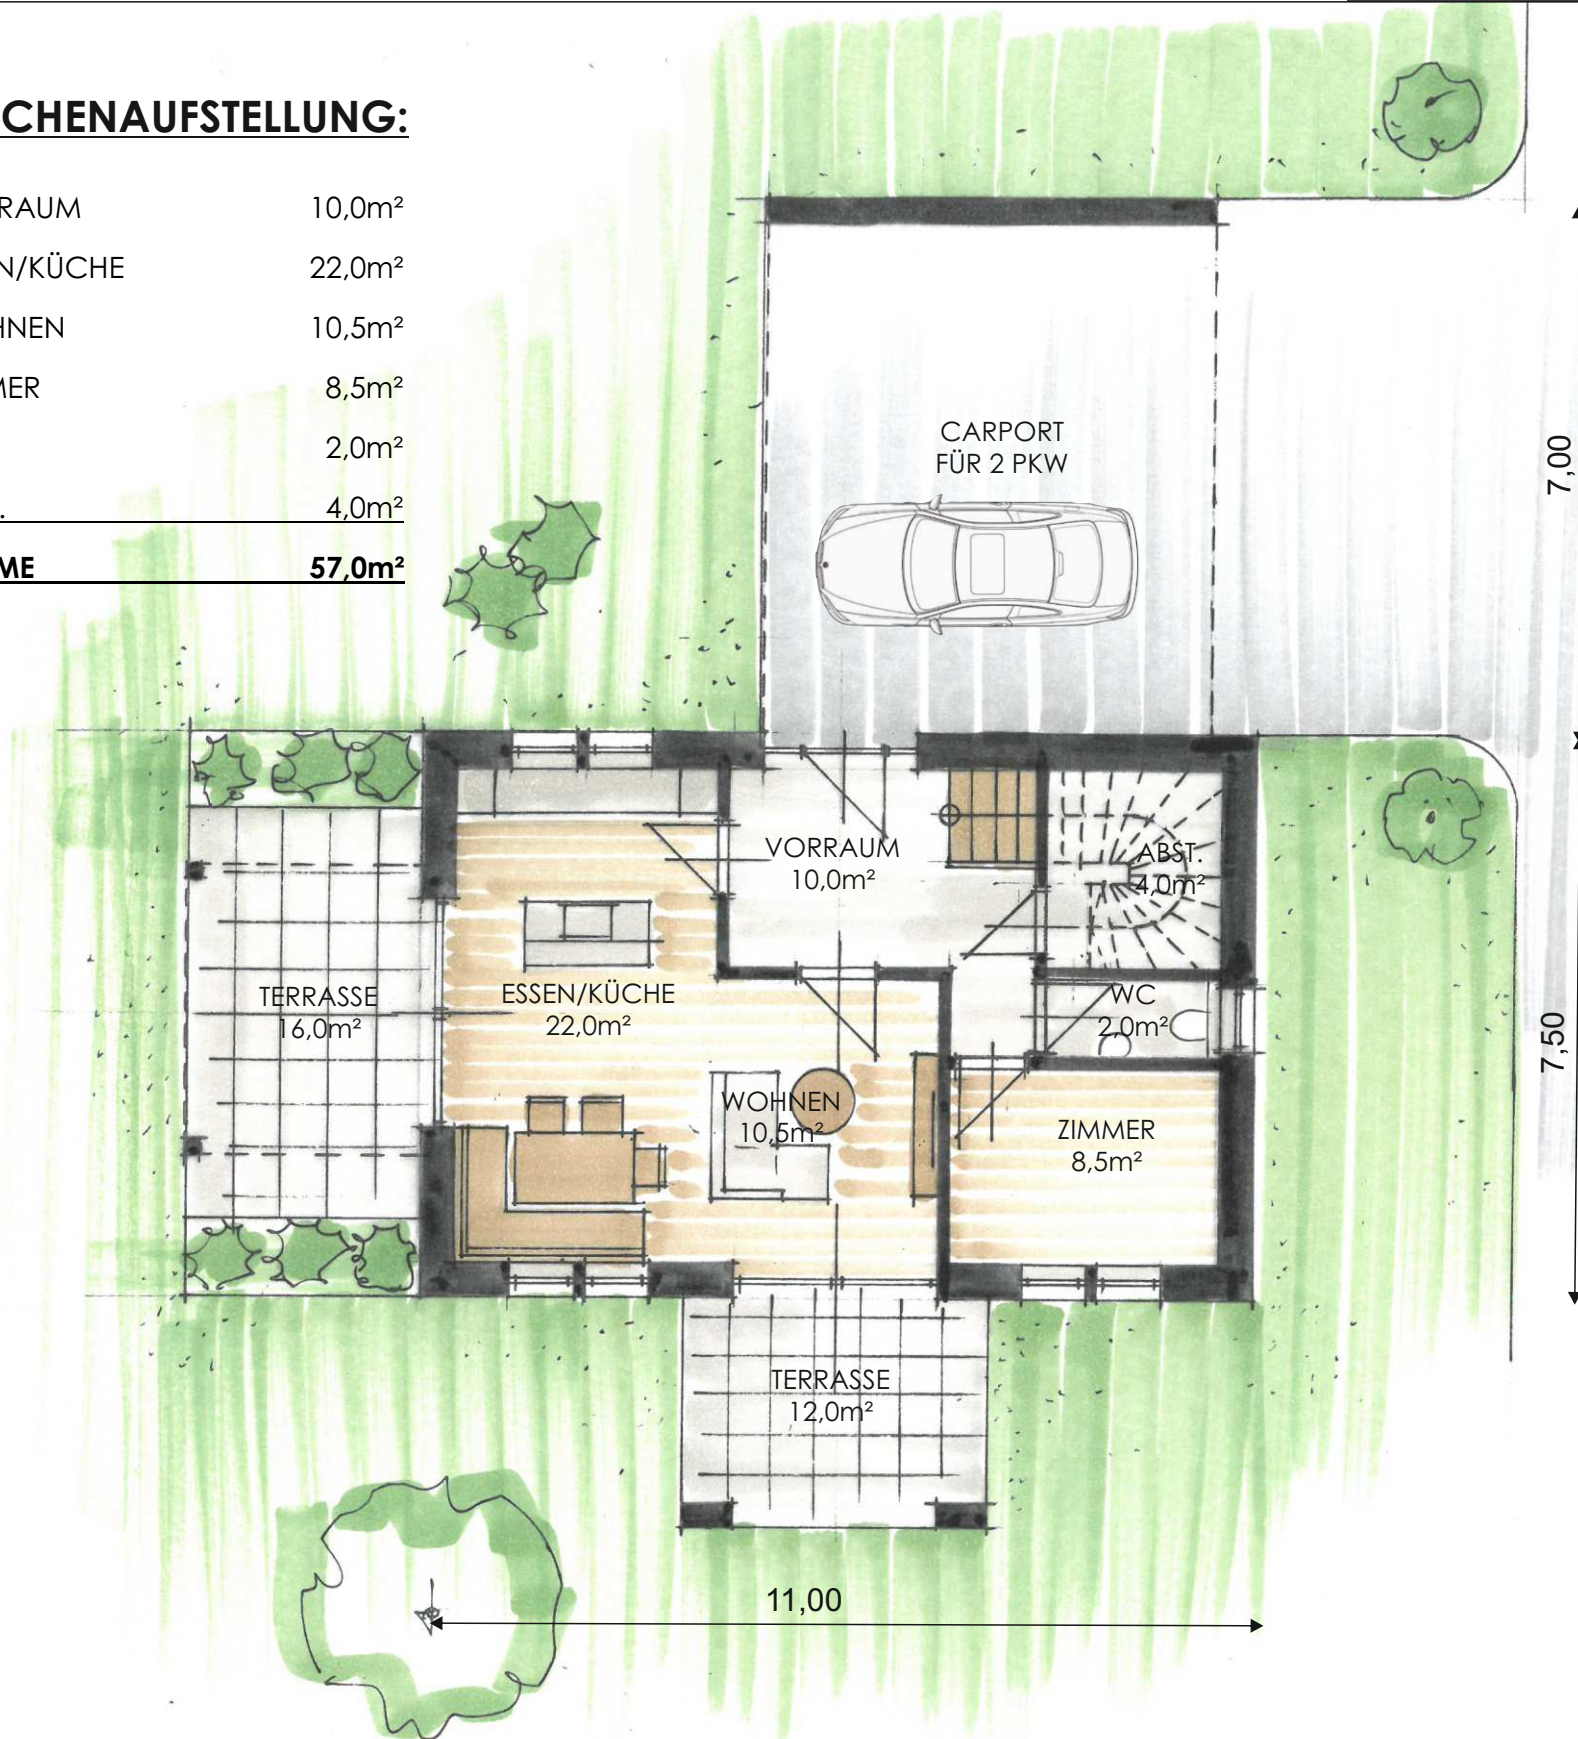 CHENAUFSTELLUNG:
RAUM 10,0m²
N/KÜCHE 22,0m²
HNEN 10,5m²
MER 8,5m²
2,0m²
. 4,0m²
ME 57,0m²
CARPORT
FÜR 2 PKW
7,00
VORRAUM
10,0m²
ABST.
4,0m²
TERRASSE
16,0m²
ESSEN/KÜCHE
22,0m²
WC
2,0m²
7,50
WOHNEN
10,5m²
ZIMMER
8,5m²
TERRASSE
12,0m²
11,00